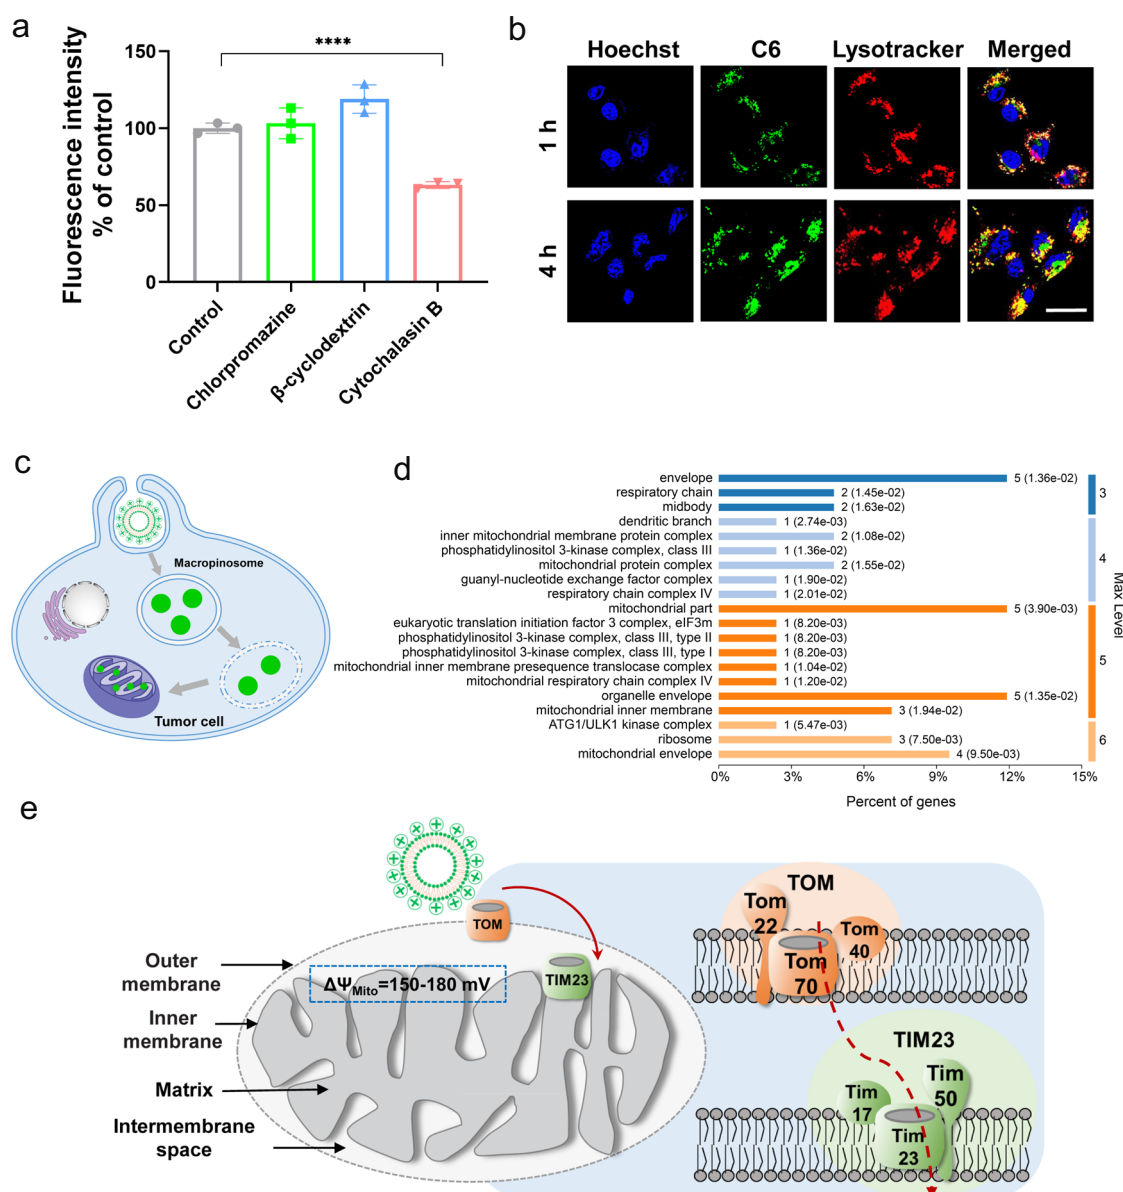 a
Fluorescence intensity
% of control
150
100
50
0
****
Control
Chlorpromazine
β-cyclodextrin
Cytochalasin B
b
Hoechst
C6
Lysotracker
Merged
1 h
4 h
c
Macropinosome
Tumor cell
d
envelope 5 (1.36e-02)
respiratory chain 2 (1.45e-02)
midbody 2 (1.63e-02)
dendritic branch 1 (2.74e-03)
inner mitochondrial membrane protein complex 2 (1.08e-02)
phosphatidylinositol 3-kinase complex, class III 1 (1.36e-02)
mitochondrial protein complex 2 (1.55e-02)
guanyl-nucleotide exchange factor complex 1 (1.90e-02)
respiratory chain complex IV 1 (2.01e-02)
mitochondrial part 5 (3.90e-03)
eukaryotic translation initiation factor 3 complex, eIF3m 1 (8.20e-03)
phosphatidylinositol 3-kinase complex, class III, type II 1 (8.20e-03)
phosphatidylinositol 3-kinase complex, class III, type I 1 (8.20e-03)
mitochondrial inner membrane presequence translocase complex 1 (1.04e-02)
mitochondrial respiratory chain complex IV 1 (1.20e-02)
organelle envelope 5 (1.35e-02)
mitochondrial inner membrane 3 (1.94e-02)
ATG1/ULK1 kinase complex 1 (5.47e-03)
ribosome 3 (7.50e-03)
mitochondrial envelope 4 (9.50e-03)
0% 3% 6% 9% 12% 15%
Percent of genes
3
4
5
6
Max Level
e
TOM
TIM23
ΔΨMito=150-180 mV
Outer
membrane
Inner
membrane
Matrix
Intermembrane
space
TOM
Tom
22
Tom
40
Tom
70
TIM23
Tim
17
Tim
50
Tim
23